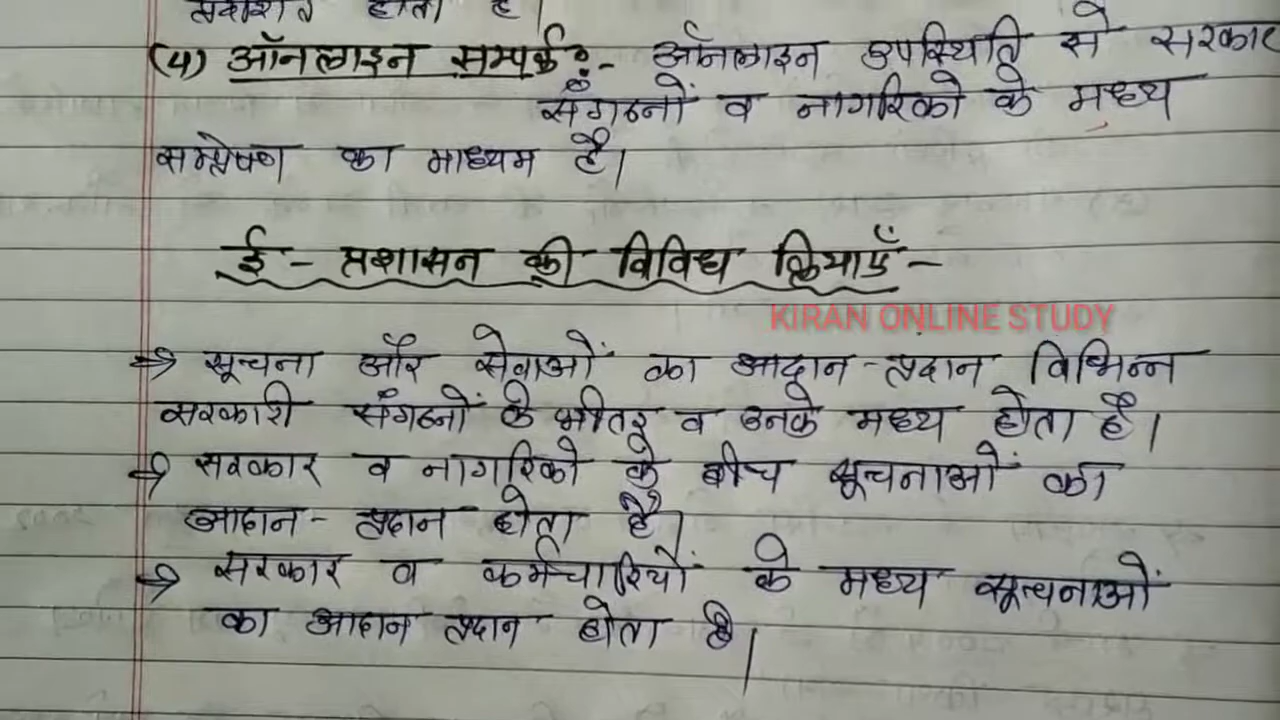 प्रदर्शित होता है।
(4) ऑनलाइन सम्पर्क :- ऑनलाइन उपस्थिति से सरकार
संगठनों व नागरिको के मध्य
सम्प्रेषण का माध्यम है।
ई - प्रशासन की विविध क्रियाएँ -
KIRAN ONLINE STUDY
→ सूचना और सेवाओं का आदान - प्रदान विभिन्न
सरकारी संगठनों के भीतर व उनके मध्य होता है।
→ सरकार व नागरिको के बीच सूचनाओं का
आदान - प्रदान होता है।
→ सरकार व कर्मचारियों के मध्य सूचनाओं
का आदान प्रदान होता है।